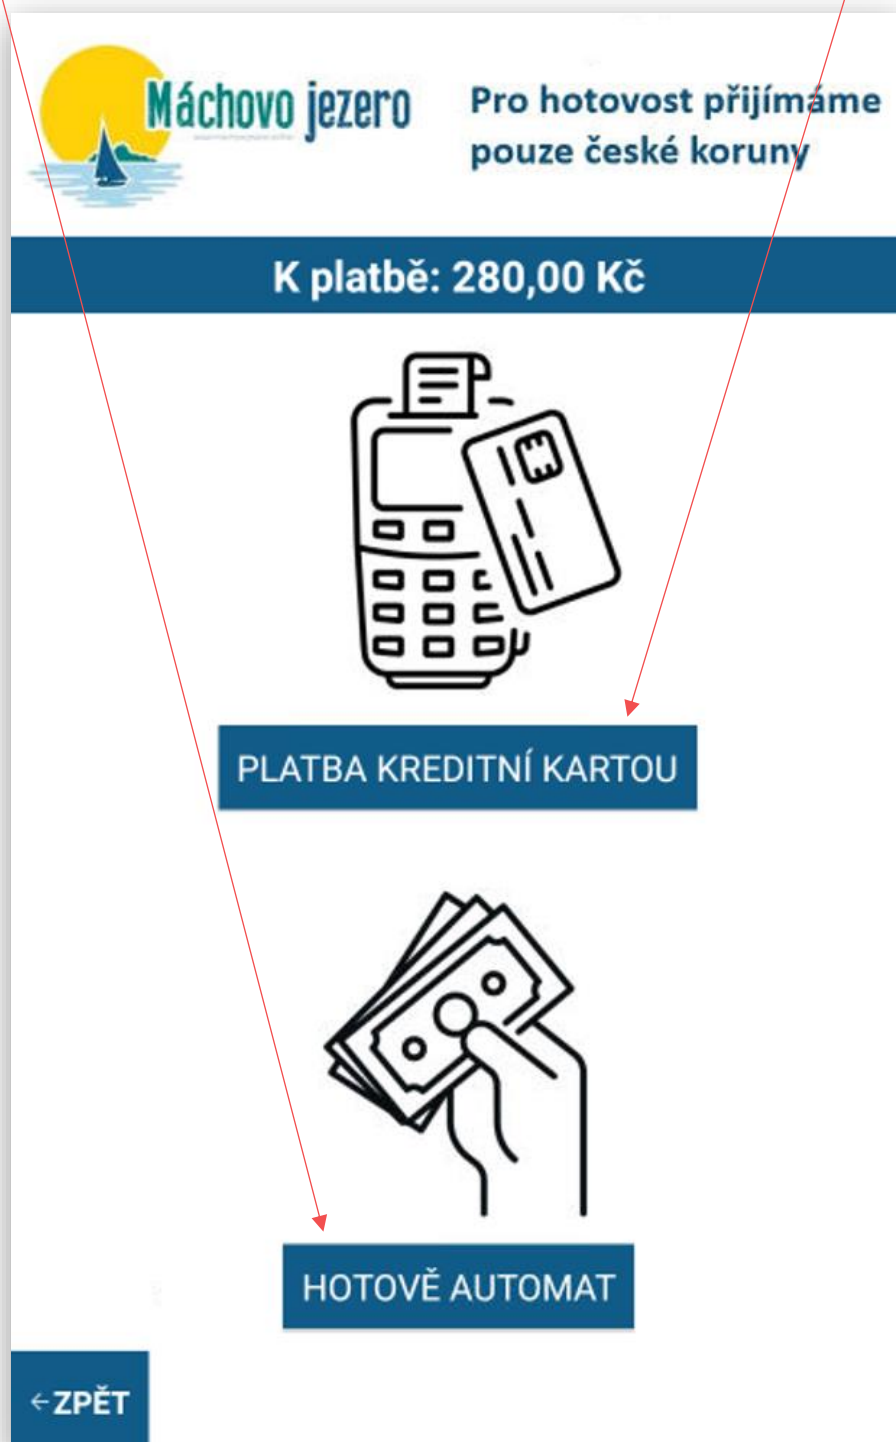 Máchovo jezero
Pro hotovost přijímáme
pouze české koruny
K platbě: 280,00 Kč
PLATBA KREDITNÍ KARTOU
HOTOVĚ AUTOMAT
←ZPĚT